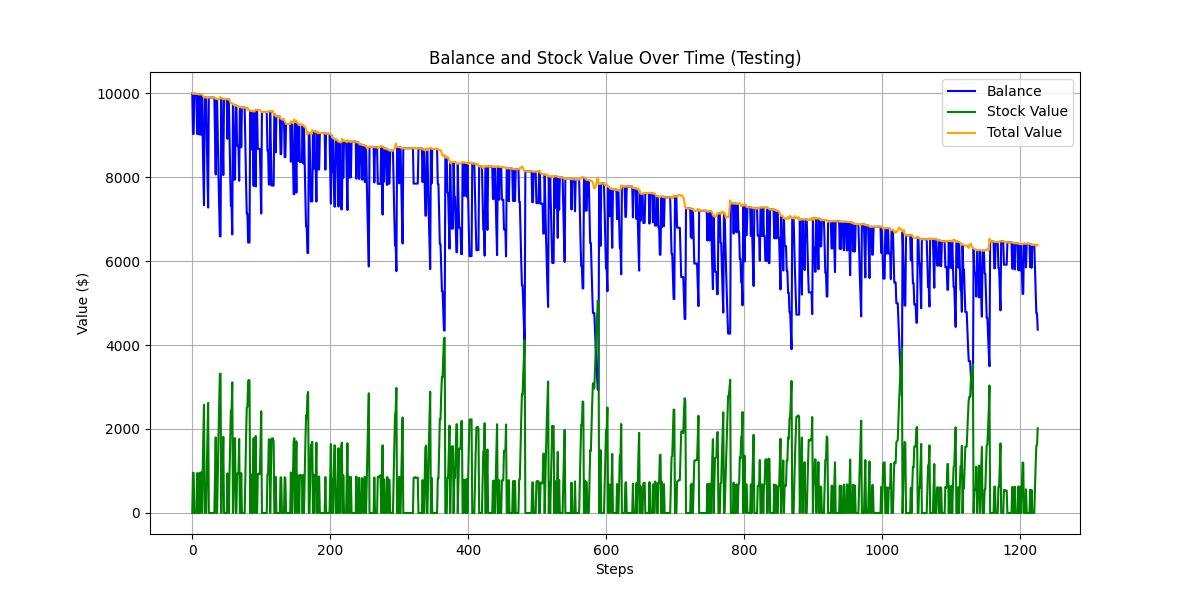 Balance and Stock Value Over Time (Testing)
Balance
Stock Value
Total Value
Value ($)
10000
8000
6000
4000
2000
0
0 200 400 600 800 1000 1200
Steps